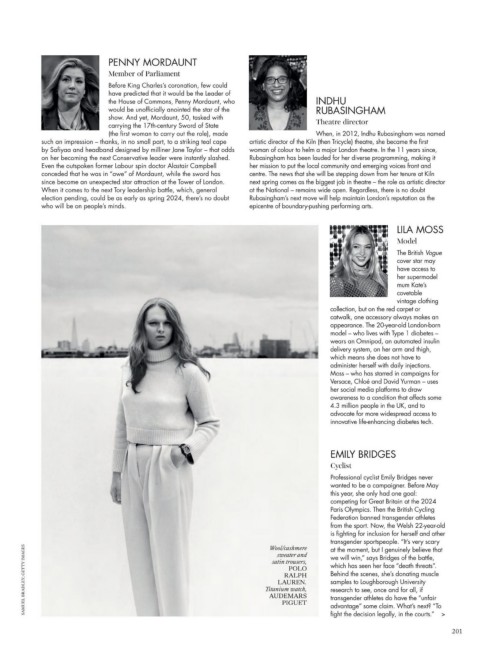 PENNY MORDAUNT
Member of Parliament
Before King Charles's coronation, few could
have predicted that it would be the Leader of
the House of Commons, Penny Mordaunt, who
would be unofficially anointed the star of the
show. And yet, Mordaunt, 50, tasked with
carrying the 17th-century Sword of State
(the first woman to carry out the role), made
such an impression – thanks, in no small part, to a striking teal cape
by Safiyaa and headband designed by milliner Jane Taylor – that odds
on her becoming the next Conservative leader were instantly slashed.
Even the outspoken former Labour spin doctor Alastair Campbell
conceded that he was in "awe" of Mordaunt, while the sword has
since become an unexpected star attraction at the Tower of London.
When it comes to the next Tory leadership battle, which, general
election pending, could be as early as spring 2024, there's no doubt
who will be on people's minds.
INDHU
RUBASINGHAM
Theatre director
When, in 2012, Indhu Rubasingham was named
artistic director of the Kiln (then Tricycle) theatre, she became the first
woman of colour to helm a major London theatre. In the 11 years since,
Rubasingham has been lauded for her diverse programming, making it
her mission to put the local community and emerging voices front and
centre. The news that she will be stepping down from her tenure at Kiln
next spring comes as the biggest job in theatre – the role as artistic director
at the National – remains wide open. Regardless, there is no doubt
Rubasingham's next move will help maintain London's reputation as the
epicentre of boundary-pushing performing arts.
LILA MOSS
Model
The British Vogue
cover star may
have access to
her supermodel
mum Kate's
covetable
vintage clothing
collection, but on the red carpet or
catwalk, one accessory always makes an
appearance. The 20-year-old London-born
model – who lives with Type 1 diabetes –
wears an Omnipod, an automated insulin
delivery system, on her arm and thigh,
which means she does not have to
administer herself with daily injections.
Moss – who has starred in campaigns for
Versace, Chloé and David Yurman – uses
her social media platforms to draw
awareness to a condition that affects some
4.3 million people in the UK, and to
advocate for more widespread access to
innovative life-enhancing diabetes tech.
EMILY BRIDGES
Cyclist
Professional cyclist Emily Bridges never
wanted to be a campaigner. Before May
this year, she only had one goal:
competing for Great Britain at the 2024
Paris Olympics. Then the British Cycling
Federation banned transgender athletes
from the sport. Now, the Welsh 22-year-old
is fighting for inclusion for herself and other
transgender sportspeople. "It's very scary
at the moment, but I genuinely believe that
we will win," says Bridges of the battle,
which has seen her face "death threats".
Behind the scenes, she's donating muscle
samples to Loughborough University
research to see, once and for all, if
transgender athletes do have the "unfair
advantage" some claim. What's next? "To
fight the decision legally, in the courts." >
Wool/cashmere
sweater and
satin trousers,
POLO
RALPH
LAUREN.
Titanium watch,
AUDEMARS
PIGUET
SAMUEL BRADLEY; GETTY IMAGES
201